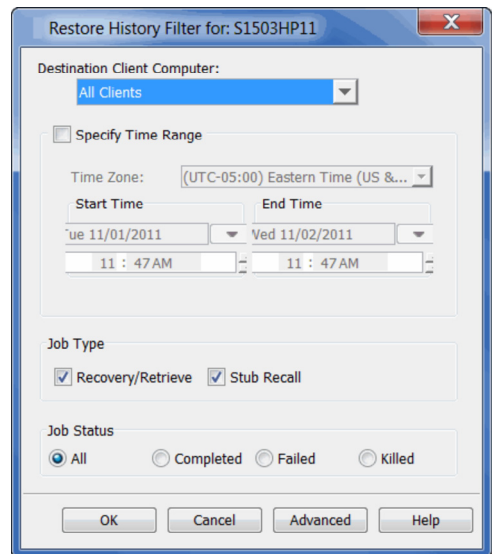 Restore History Filter for: S1503HP11
Destination Client Computer:
All Clients
Specify Time Range
Time Zone: (UTC-05:00) Eastern Time (US &...
Start Time End Time
Tue 11/01/2011 Wed 11/02/2011
11 : 47 AM 11 : 47 AM
Job Type
Recovery/Retrieve Stub Recall
Job Status
All Completed Failed Killed
OK Cancel Advanced Help